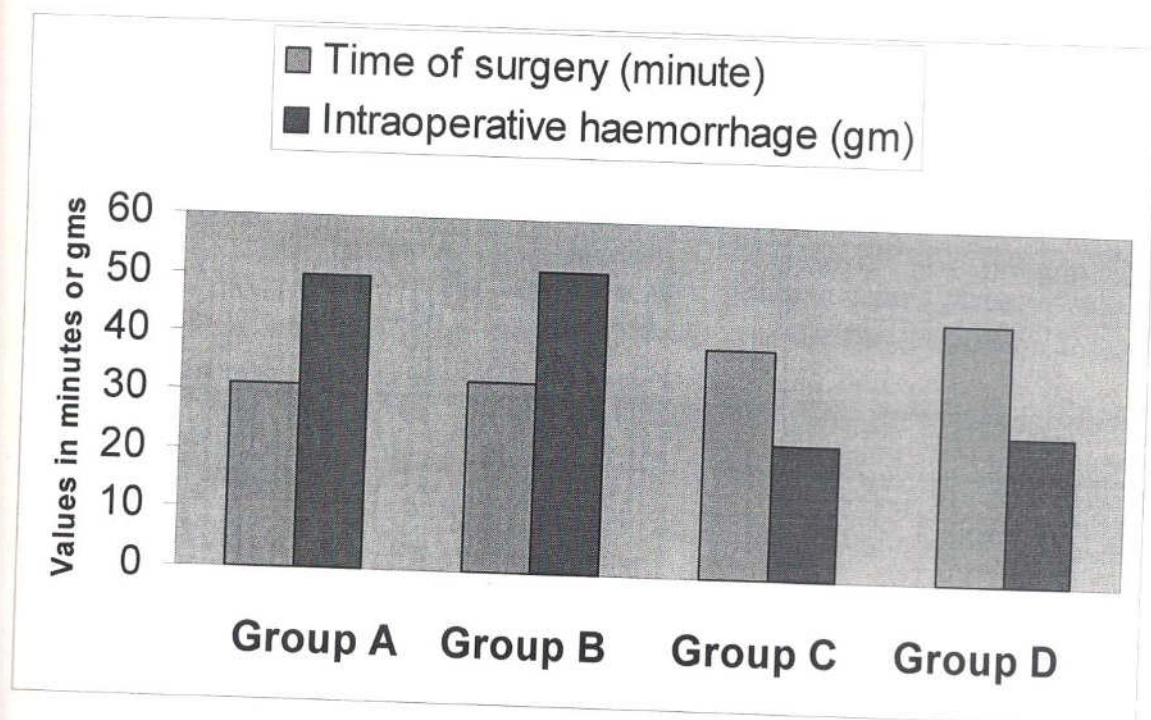 Time of surgery (minute)
Intraoperative haemorrhage (gm)
Values in minutes or gms
60
50
40
30
20
10
0
Group A Group B Group C Group D